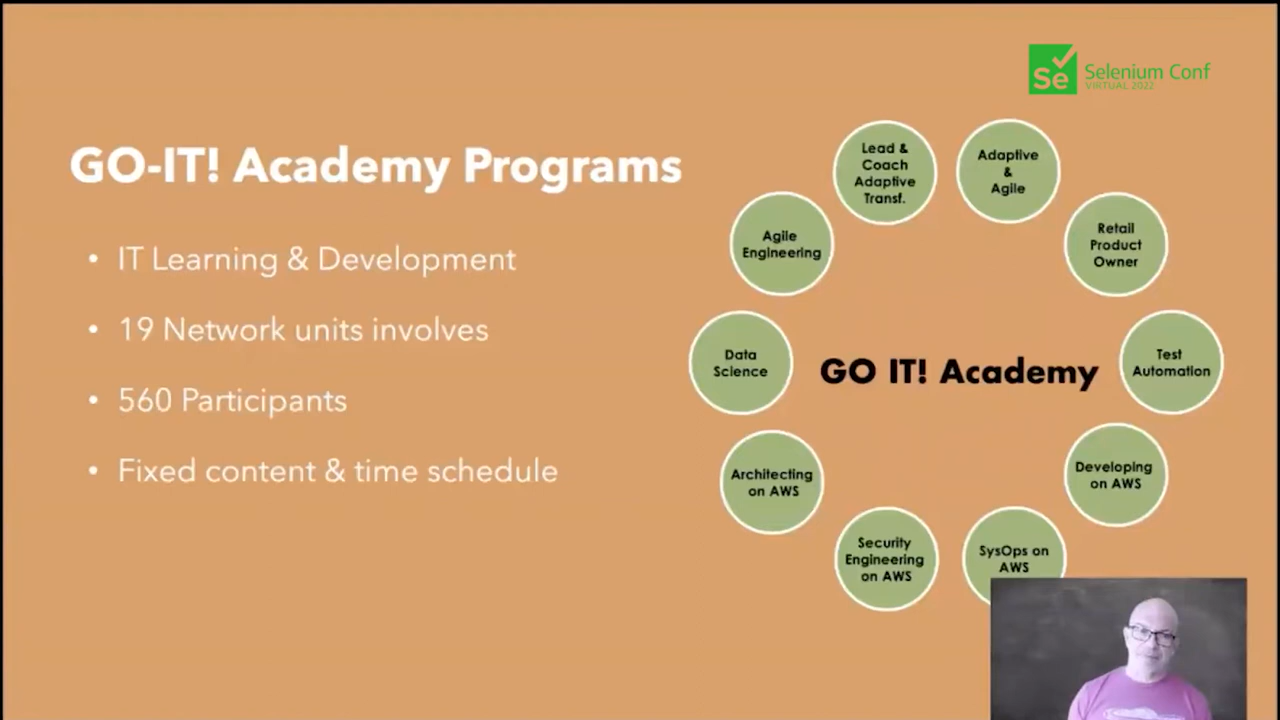 Se
Selenium Conf
VIRTUAL 2022
GO-IT! Academy Programs
• IT Learning & Development
• 19 Network units involves
• 560 Participants
• Fixed content & time schedule
Lead &
Coach
Adaptive
Transf.
Adaptive
&
Agile
Agile
Engineering
Retail
Product
Owner
Data
Science
GO IT! Academy
Test
Automation
Architecting
on AWS
Developing
on AWS
Security
Engineering
on AWS
SysOps on
AWS